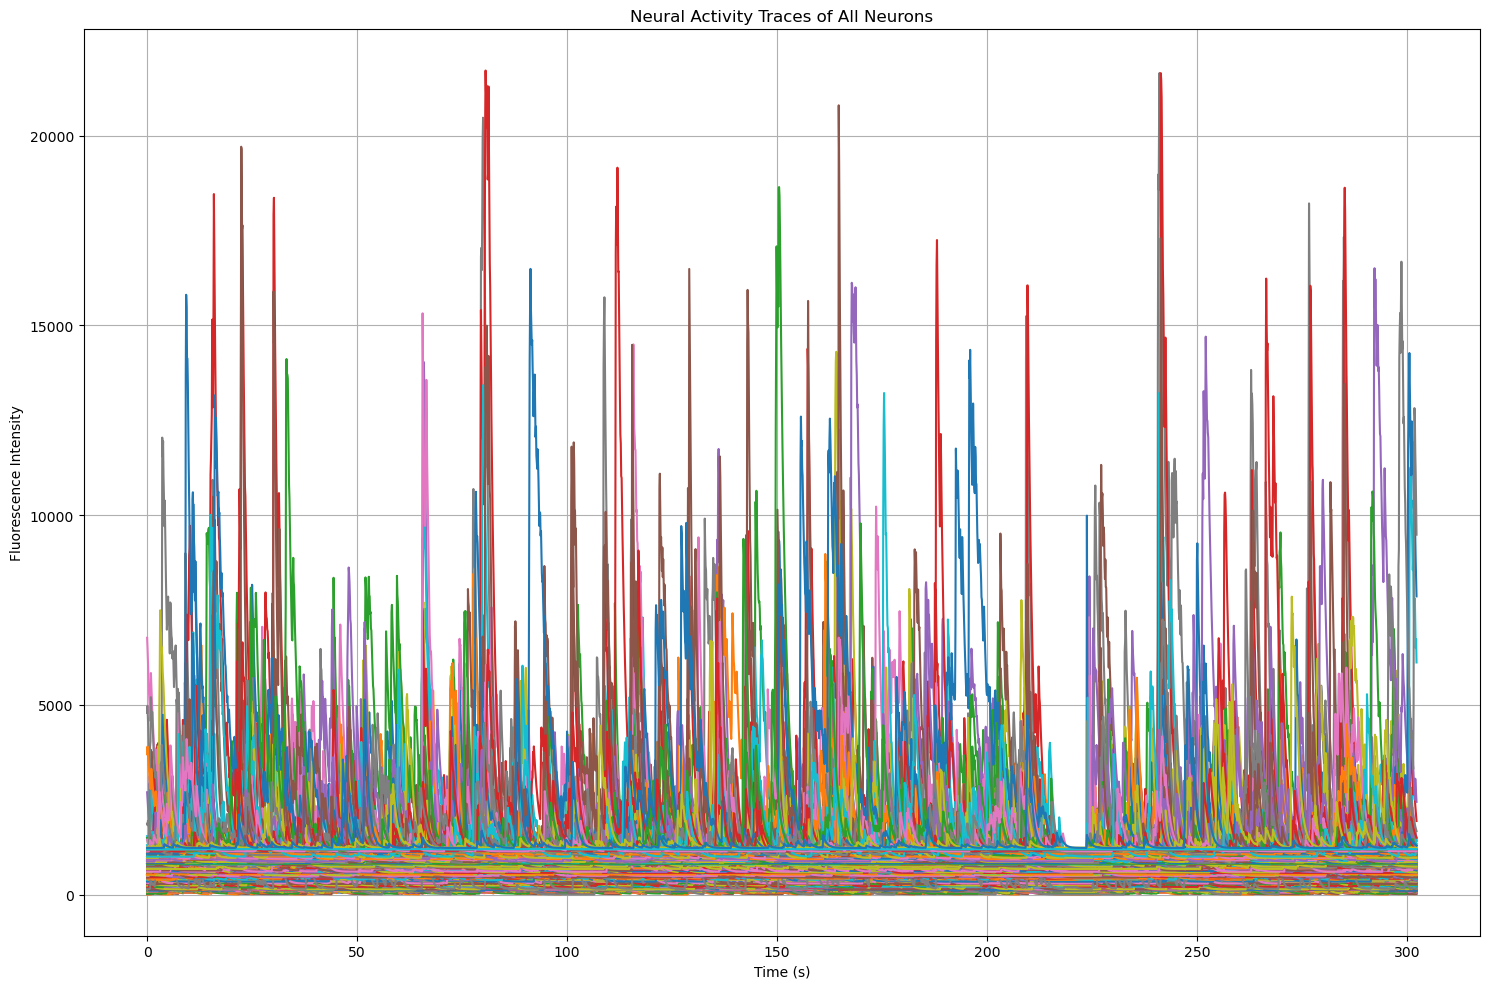 Neural Activity Traces of All Neurons
Fluorescence Intensity
20000
15000
10000
5000
0
0 50 100 150 200 250 300
Time (s)